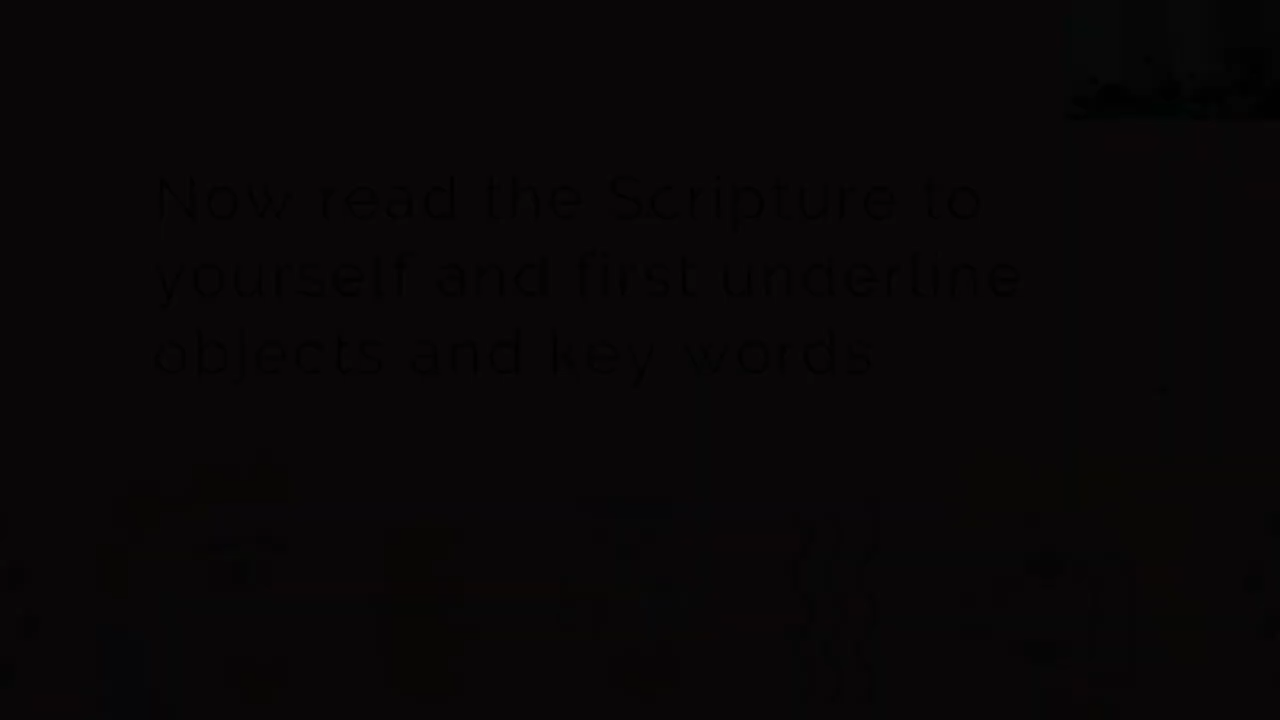 Now read the Scripture to
yourself and first underline
objects and key words